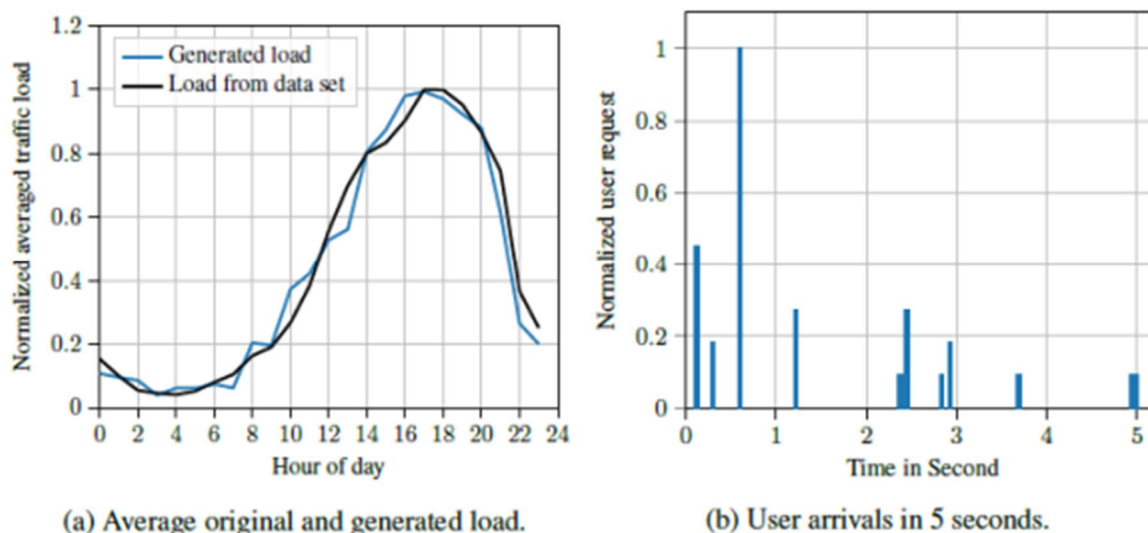 1.2
1
0.8
0.6
0.4
0.2
0
Normalized averaged traffic load
Generated load
Load from data set
0 2 4 6 8 10 12 14 16 18 20 22 24
Hour of day
(a) Average original and generated load.
1
0.8
0.6
0.4
0.2
0
Normalized user request
0 1 2 3 4 5
Time in Second
(b) User arrivals in 5 seconds.